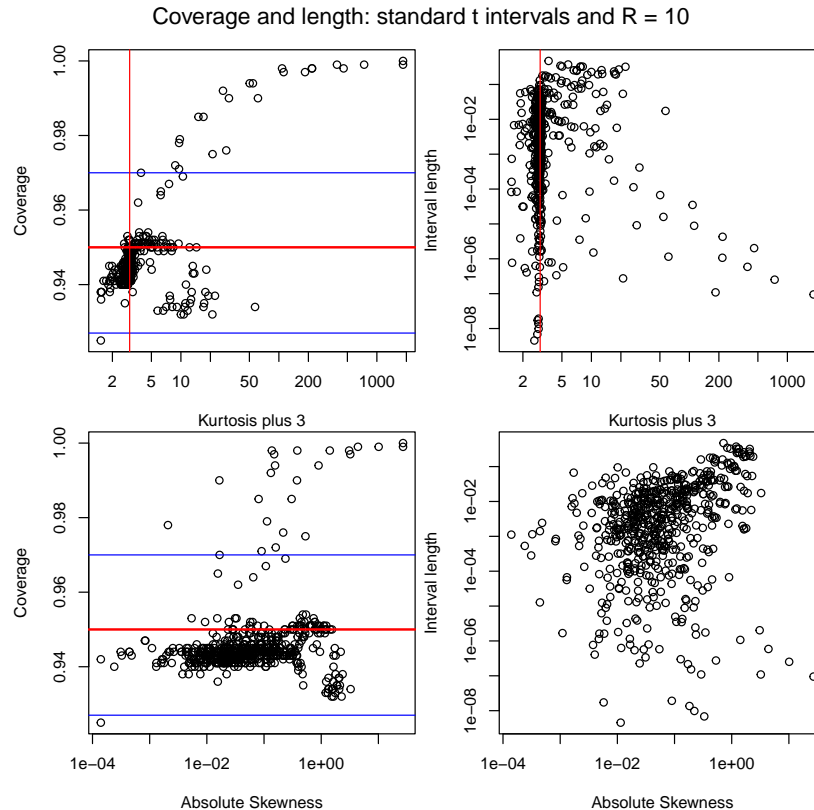 Coverage and length: standard t intervals and R = 10
Coverage
0.94 0.96 0.98 1.00
2 5 10 50 200 1000
Kurtosis plus 3
Interval length
1e-08 1e-06 1e-04 1e-02
2 5 10 50 200 1000
Kurtosis plus 3
Coverage
0.94 0.96 0.98 1.00
1e-04 1e-02 1e+00
Absolute Skewness
Interval length
1e-08 1e-06 1e-04 1e-02
1e-04 1e-02 1e+00
Absolute Skewness